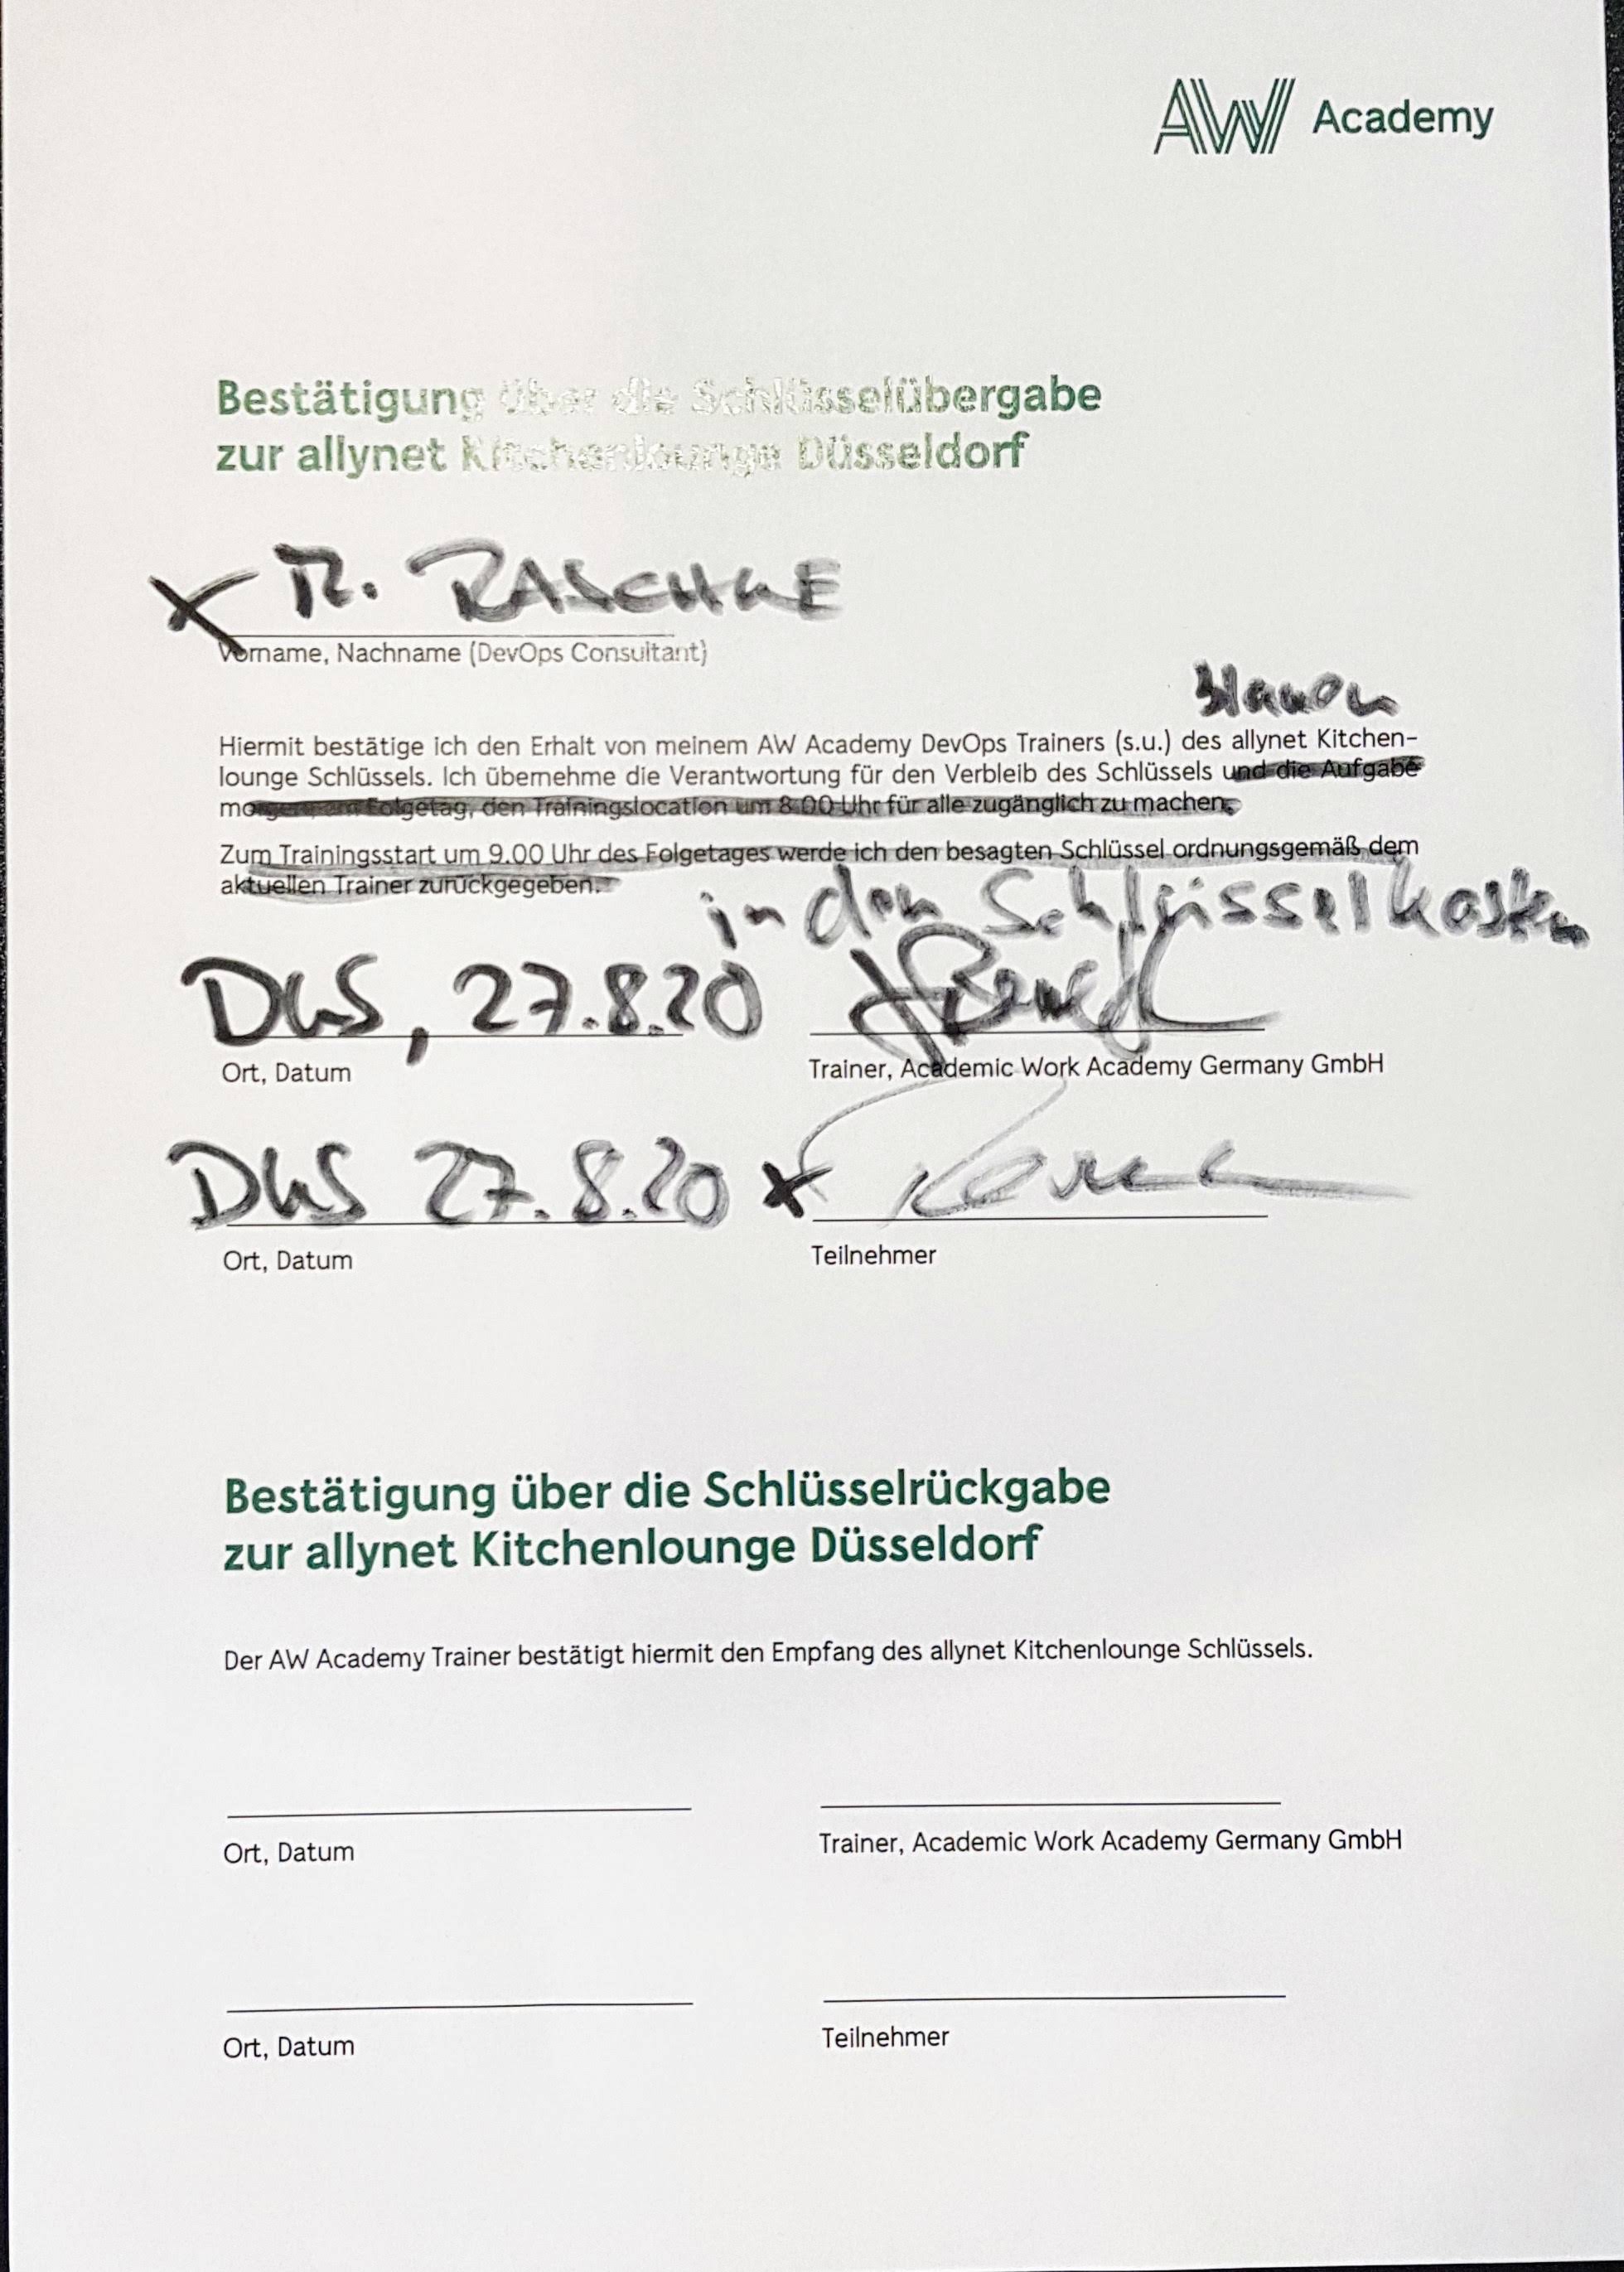 AW Academy
Bestätigung über die Schlüsselübergabe
zur allynet Kitchenlounge Düsseldorf
x RASCHKE
Vorname, Nachname (DevOps Consultant)
blauen
Hiermit bestätige ich den Erhalt von meinem AW Academy DevOps Trainers (s.u.) des allynet Kitchen-
lounge Schlüssels. Ich übernehme die Verantwortung für den Verbleib des Schlüssels und die Aufgabe
morgen am Folgetag, den Trainingslocation um 8.00 Uhr für alle zugänglich zu machen.
Zum Trainingsstart um 9.00 Uhr des Folgetages werde ich den besagten Schlüssel ordnungsgemäß dem
aktuellen Trainer zurückgegeben.
in den Schlüsselkasten
DUS, 27.8.20
Ort, Datum
Trainer, Academic Work Academy Germany GmbH
DUS 27.8.20 x
Ort, Datum
Teilnehmer
Bestätigung über die Schlüsselrückgabe
zur allynet Kitchenlounge Düsseldorf
Der AW Academy Trainer bestätigt hiermit den Empfang des allynet Kitchenlounge Schlüssels.
Ort, Datum
Trainer, Academic Work Academy Germany GmbH
Ort, Datum
Teilnehmer